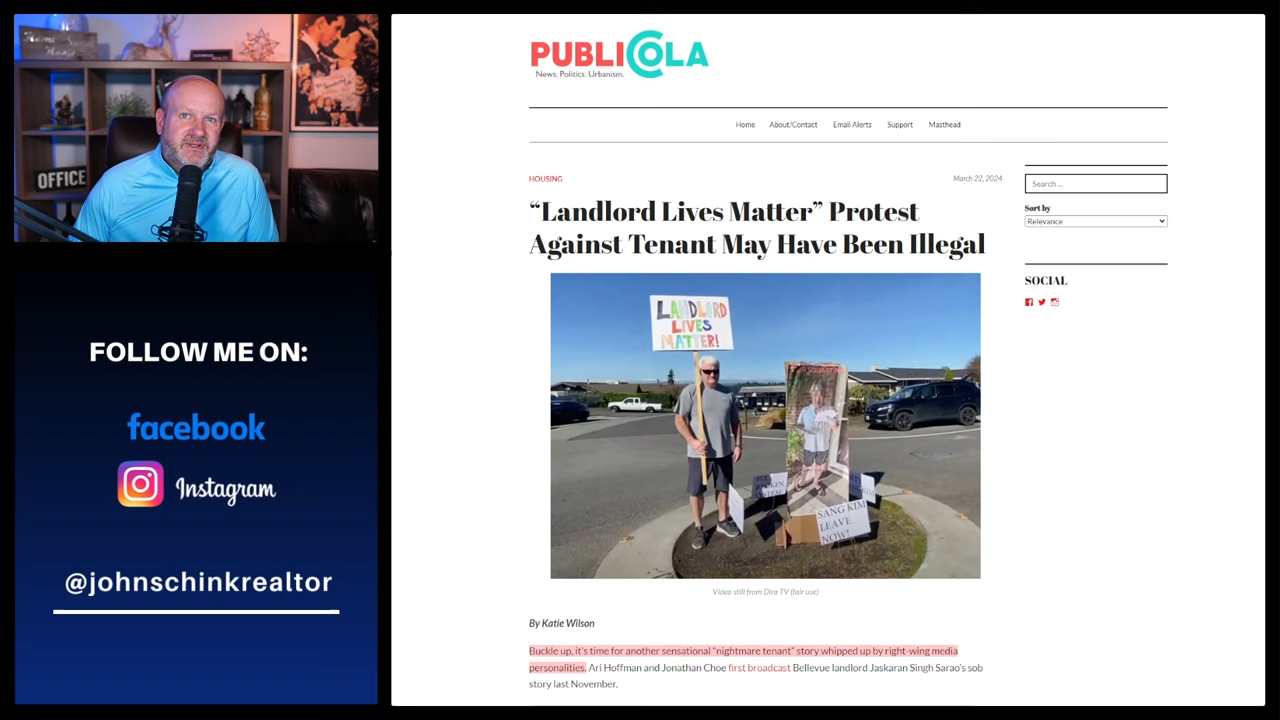 OFFICE
FOLLOW ME ON:
facebook
Instagram
@johnschinkrealtor
PUBLICOLA
News. Politics. Urbanism.
Home About/Contact Email Alerts Support Masthead
HOUSING
March 22, 2024
“Landlord Lives Matter” Protest
Against Tenant May Have Been Illegal
LANDLORD
LIVES
MATTER!
SANG KIM
LEAVE
NOW!
Video still from Dira TV (fair use)
By Katie Wilson
Buckle up, it’s time for another sensational “nightmare tenant” story whipped up by right-wing media
personalities. Ari Hoffman and Jonathan Choe first broadcast Bellevue landlord Jaskaran Singh Sarao’s sob
story last November.
Search ...
Sort by
Relevance
SOCIAL